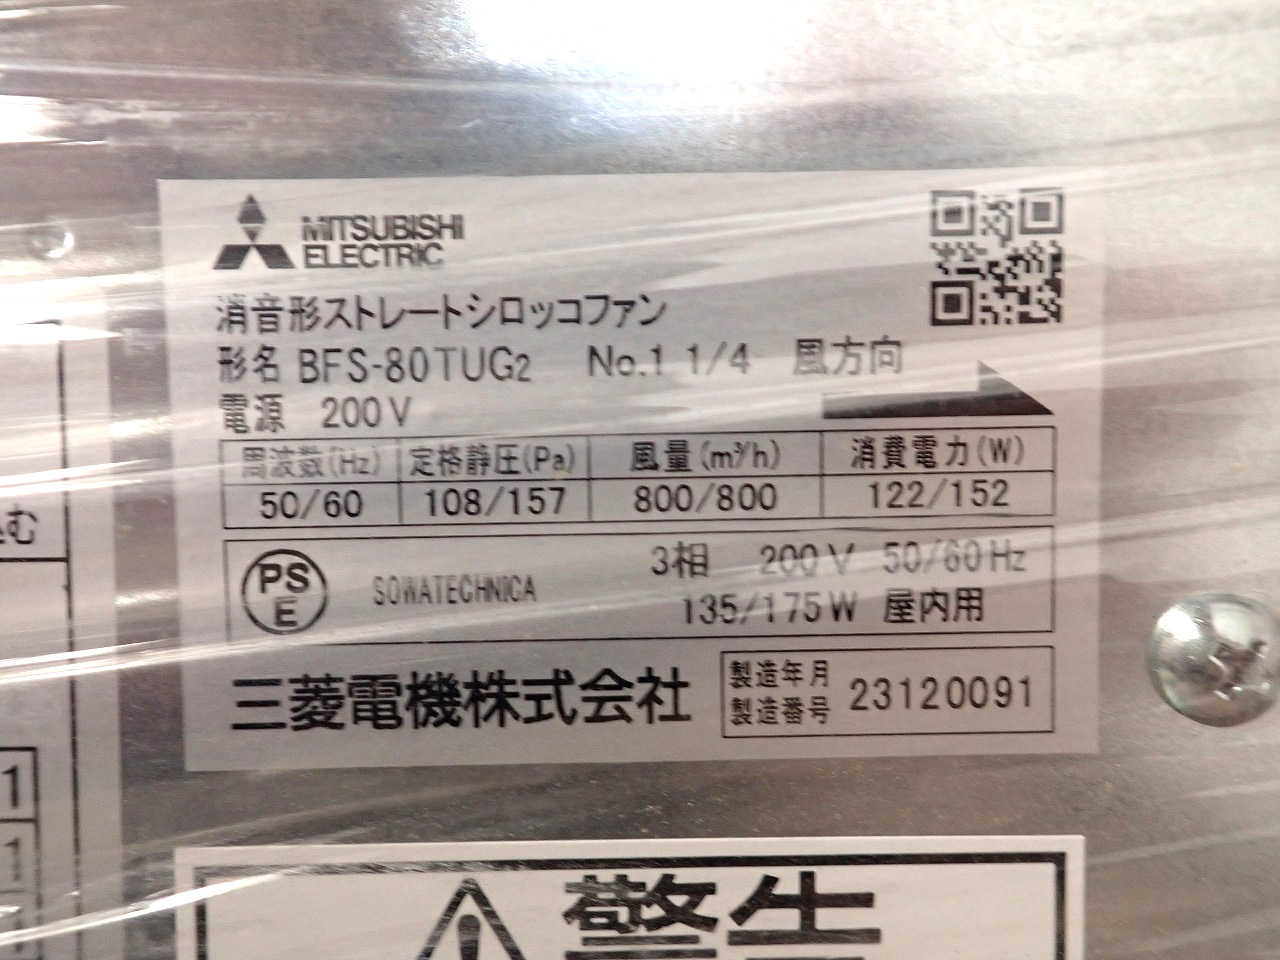 MITSUBISHI
ELECTRIC
消音形ストレートシロッコファン
形名 BFS-80TUG2 No.1 1/4 風方向
電源 200V
周波数(Hz) 定格静圧(Pa) 風量(m³/h) 消費電力(W)
50/60 108/157 800/800 122/152
PS
E
SOWATECHNICA
3相 200V 50/60Hz
135/175W 屋内用
三菱電機株式会社
製造年月
製造番号
23120091
む
1
1
警告